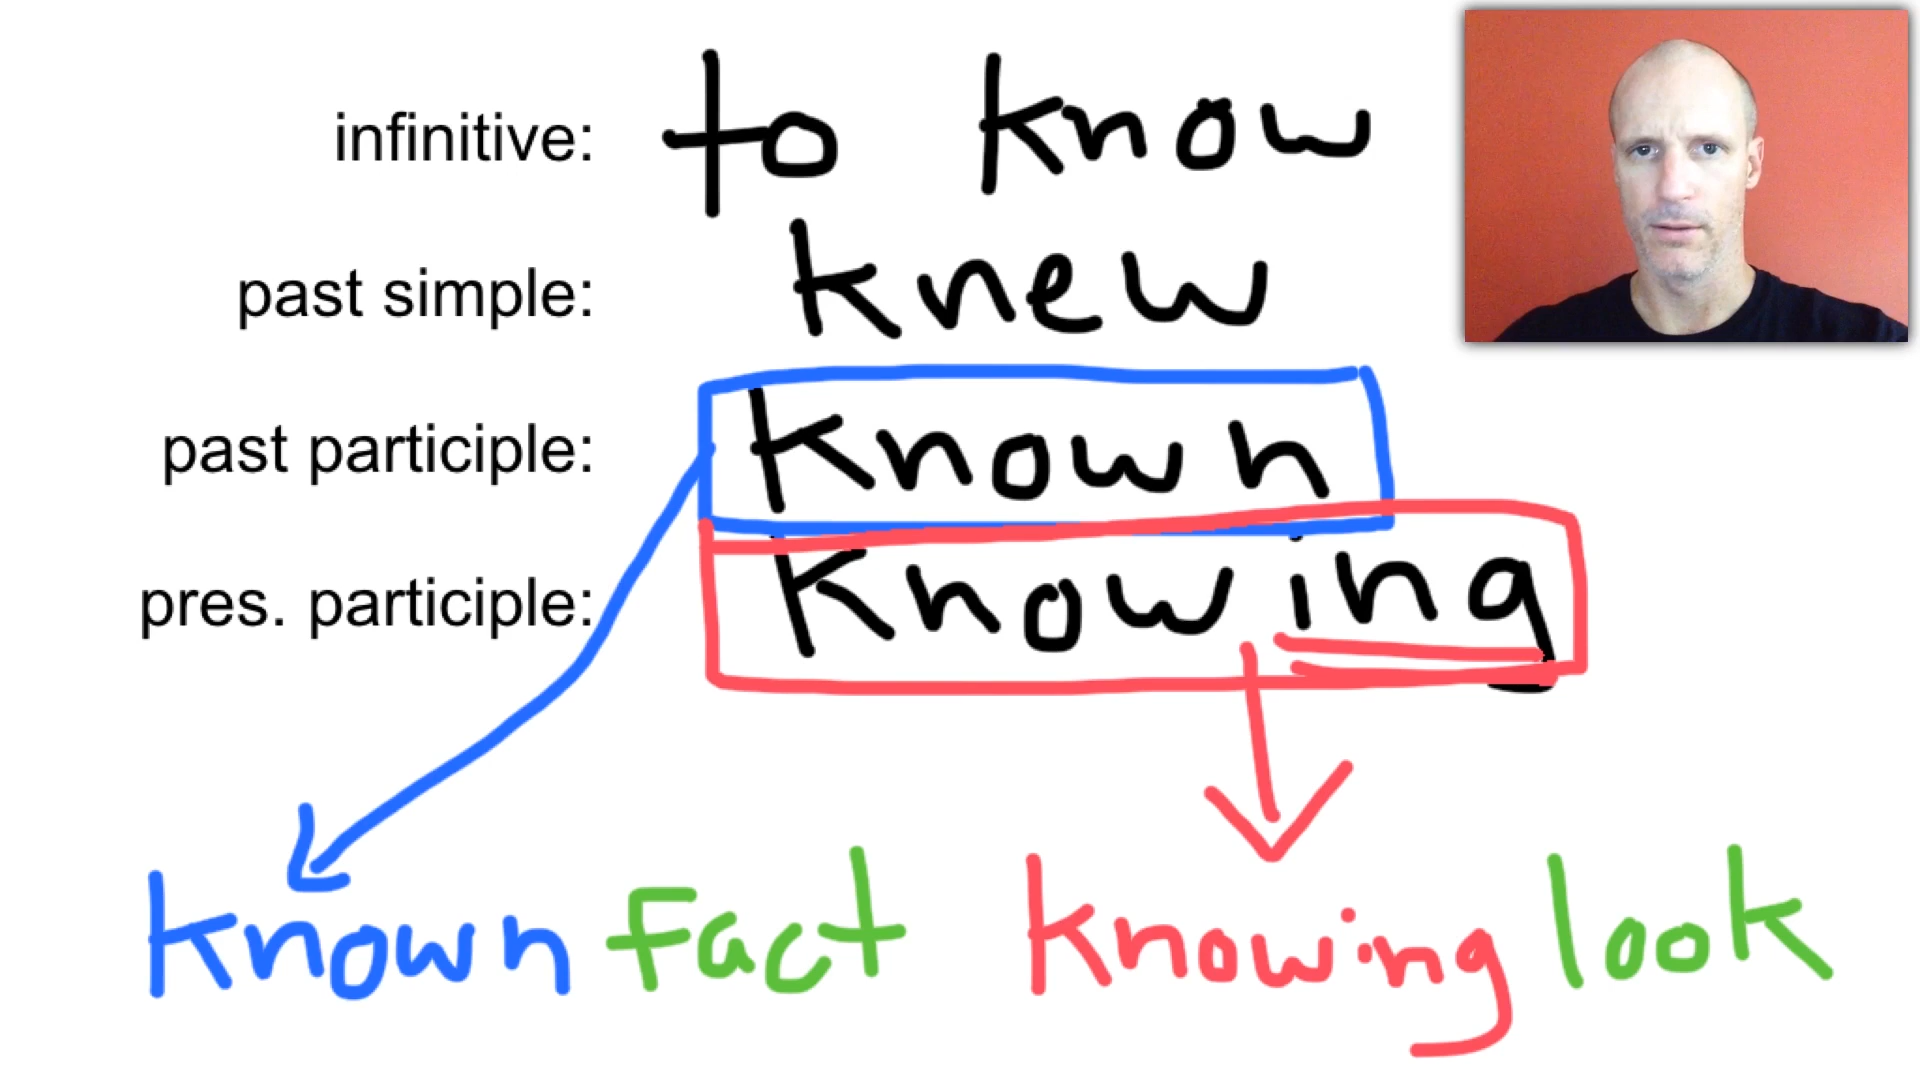 infinitive: to know
past simple: knew
past participle: known
pres. participle: knowing
known fact knowing look